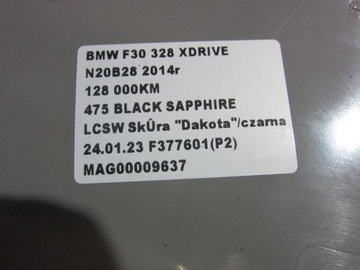 BMW F30 328 XDRIVE
N20B28 2014r
128 000KM
475 BLACK SAPPHIRE
LCSW SkÛra "Dakota"/czarna
24.01.23 F377601(P2)
MAG00009637